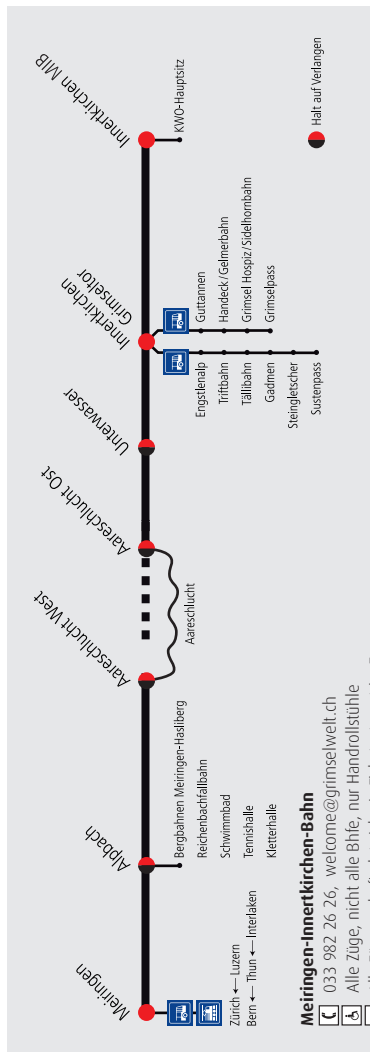 Meiringen
Alpbach
Aareschlucht West
Aareschlucht Ost
Unterwasser
Innertkirchen
Grimseltor
Innertkirchen MIB
Zürich ← Luzern
Bern ← Thun ← Interlaken
Bergbahnen Meiringen-Hasliberg
Reichenbachfallbahn
Schwimmbad
Tennishalle
Kletterhalle
Aareschlucht
Engstlenalp
Triftbahn
Tällibahn
Gadmen
Steingletscher
Sustenpass
Guttannen
Handeck/Gelmerbahn
Grimsel Hospiz/Sidelhornbahn
Grimselpass
KWO-Hauptsitz
Halt auf Verlangen
Meiringen-Innertkirchen-Bahn
033 982 26 26, welcome@grimselwelt.ch
Alle Züge, nicht alle Bhfe, nur Handrollstühle